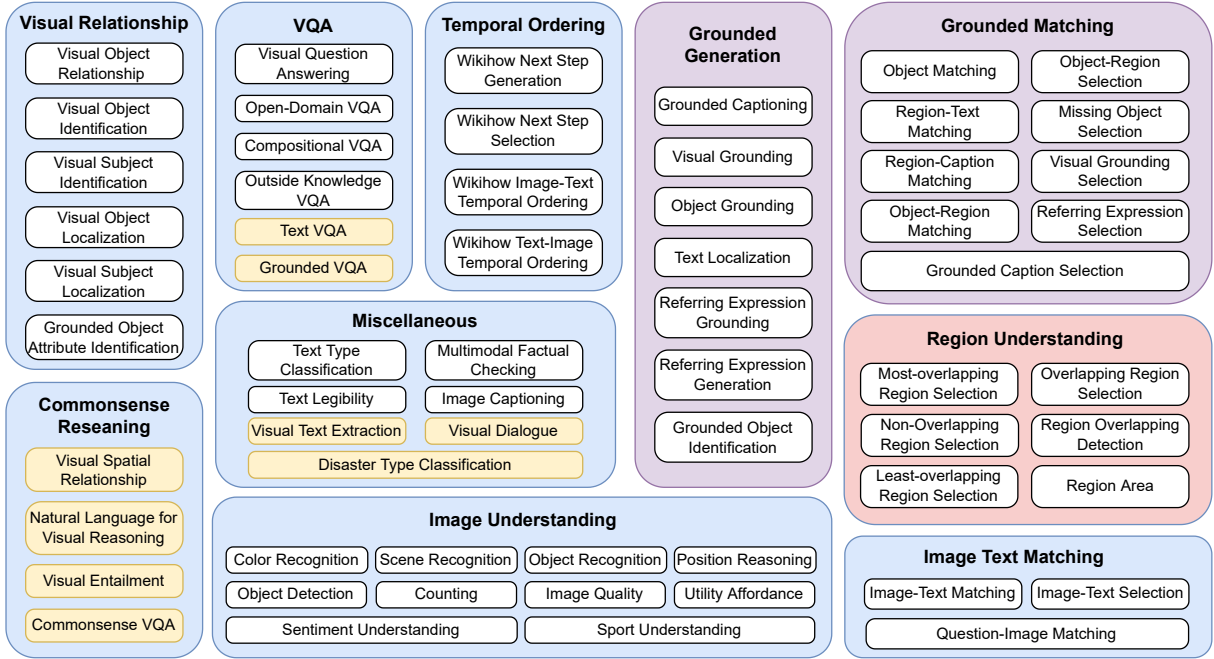 Visual Relationship
Visual Object
Relationship
Visual Object
Identification
Visual Subject
Identification
Visual Object
Localization
Visual Subject
Localization
Grounded Object
Attribute Identification
Commonsense
Reseaning
Visual Spatial
Relationship
Natural Language for
Visual Reasoning
Visual Entailment
Commonsense VQA
VQA
Visual Question
Answering
Open-Domain VQA
Compositional VQA
Outside Knowledge
VQA
Text VQA
Grounded VQA
Temporal Ordering
Wikihow Next Step
Generation
Wikihow Next Step
Selection
Wikihow Image-Text
Temporal Ordering
Wikihow Text-Image
Temporal Ordering
Miscellaneous
Text Type
Classification
Multimodal Factual
Checking
Text Legibility
Image Captioning
Visual Text Extraction
Visual Dialogue
Disaster Type Classification
Grounded
Generation
Grounded Captioning
Visual Grounding
Object Grounding
Text Localization
Referring Expression
Grounding
Referring Expression
Generation
Grounded Object
Identification
Image Understanding
Color Recognition
Scene Recognition
Object Recognition
Position Reasoning
Object Detection
Counting
Image Quality
Utility Affordance
Sentiment Understanding
Sport Understanding
Grounded Matching
Object Matching
Object-Region
Selection
Region-Text
Matching
Missing Object
Selection
Region-Caption
Matching
Visual Grounding
Selection
Object-Region
Matching
Referring Expression
Selection
Grounded Caption Selection
Region Understanding
Most-overlapping
Region Selection
Overlapping Region
Selection
Non-Overlapping
Region Selection
Region Overlapping
Detection
Least-overlapping
Region Selection
Region Area
Image Text Matching
Image-Text Matching
Image-Text Selection
Question-Image Matching